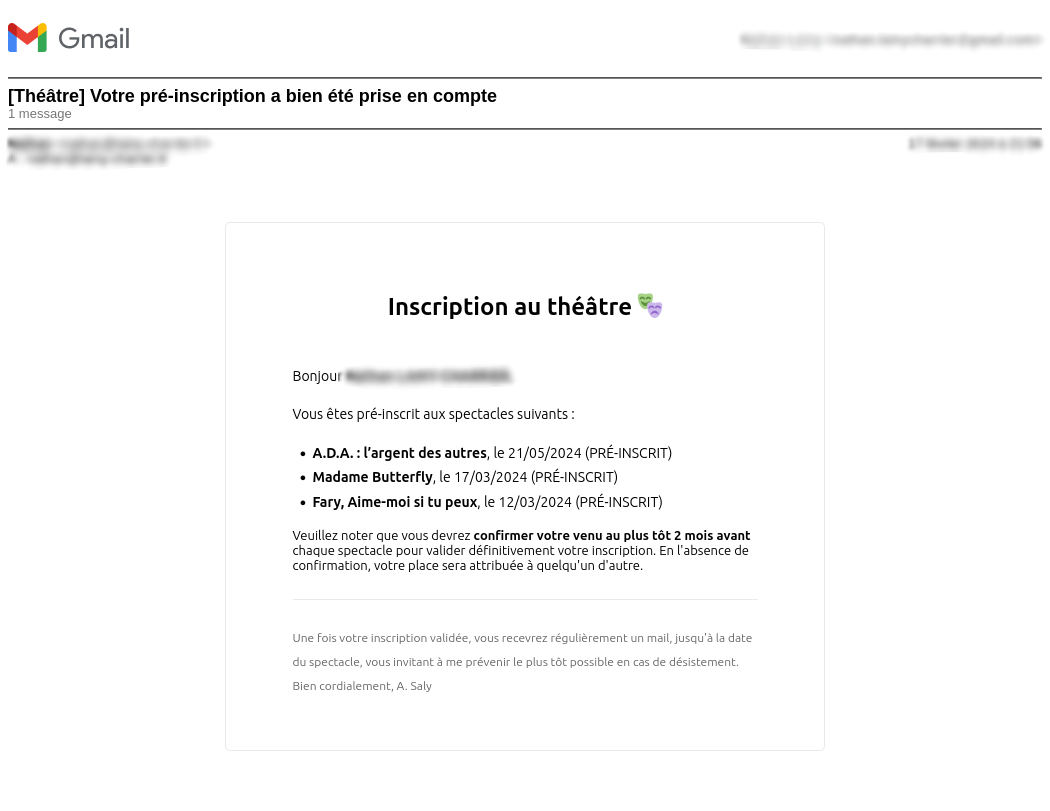 Gmail
[Théâtre] Votre pré-inscription a bien été prise en compte
1 message
Inscription au théâtre
Bonjour
Vous êtes pré-inscrit aux spectacles suivants :
• A.D.A. : l’argent des autres, le 21/05/2024 (PRÉ-INSCRIT)
• Madame Butterfly, le 17/03/2024 (PRÉ-INSCRIT)
• Fary, Aime-moi si tu peux, le 12/03/2024 (PRÉ-INSCRIT)
Veuillez noter que vous devrez confirmer votre venu au plus tôt 2 mois avant
chaque spectacle pour valider définitivement votre inscription. En l'absence de
confirmation, votre place sera attribuée à quelqu'un d'autre.
Une fois votre inscription validée, vous recevrez régulièrement un mail, jusqu'à la date
du spectacle, vous invitant à me prévenir le plus tôt possible en cas de désistement.
Bien cordialement, A. Saly